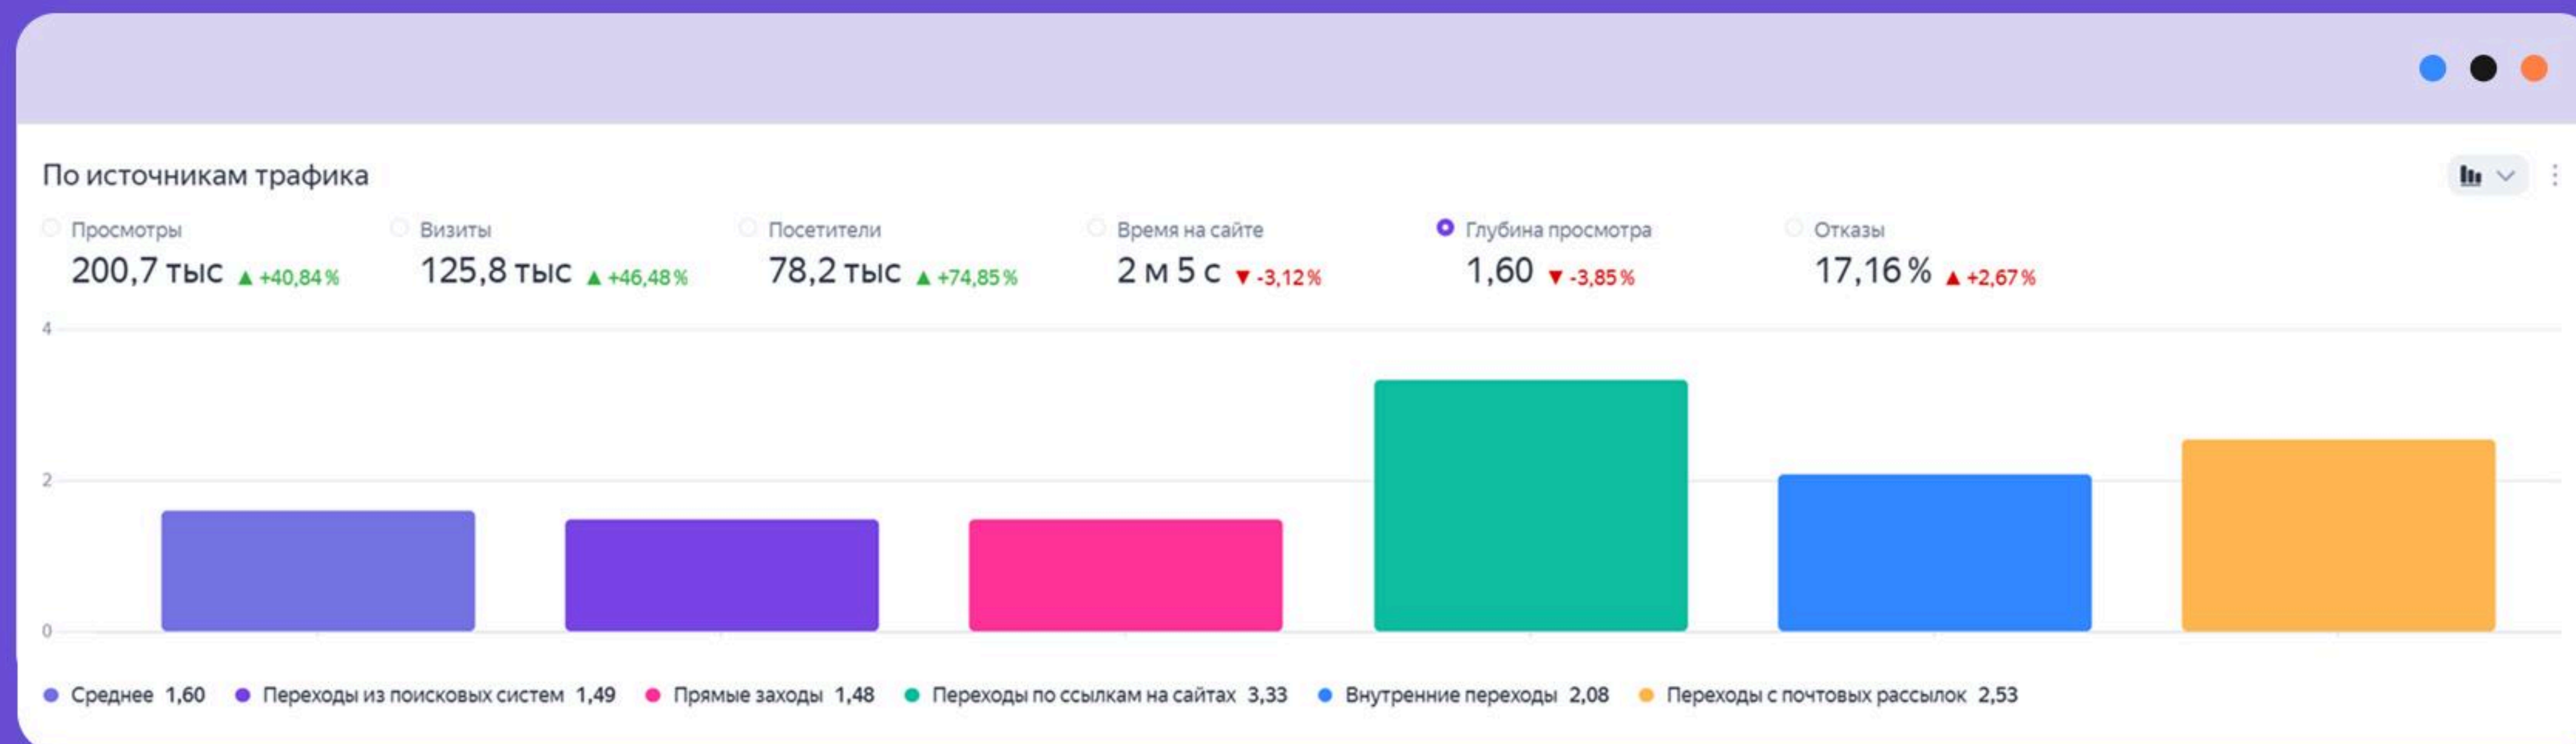 По источникам трафика
Просмотры Визиты Посетители Время на сайте Глубина просмотра Отказы
200,7 тыс ▲ +40,84% 125,8 тыс ▲ +46,48% 78,2 тыс ▲ +74,85% 2 м 5 с ▼ -3,12% 1,60 ▼ -3,85% 17,16% ▲ +2,67%
4
2
0
Среднее 1,60 Переходы из поисковых систем 1,49 Прямые заходы 1,48 Переходы по ссылкам на сайтах 3,33 Внутренние переходы 2,08 Переходы с почтовых рассылок 2,53